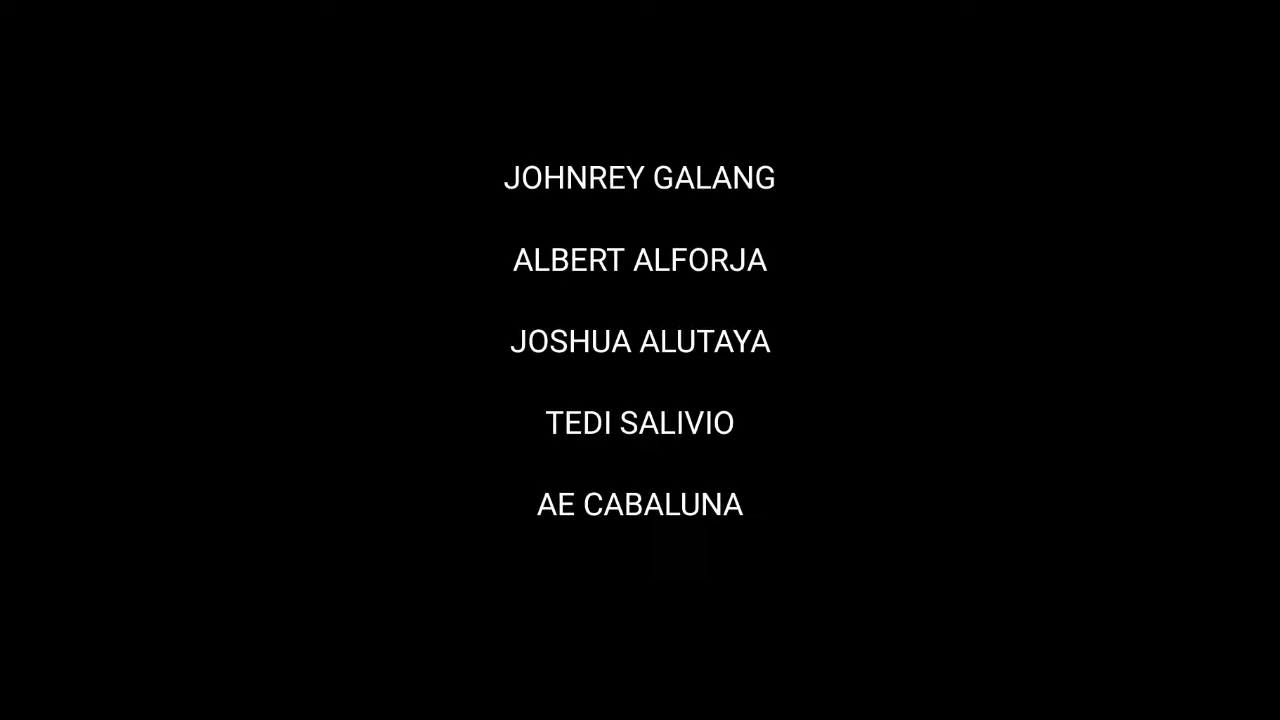 JOHNREY GALANG
ALBERT ALFORJA
JOSHUA ALUTAYA
TEDI SALIVIO
AE CABALUNA